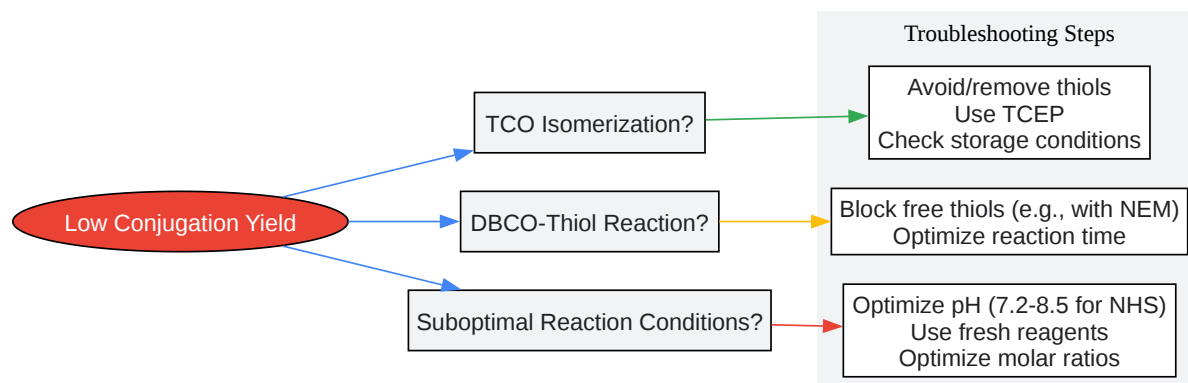 Troubleshooting Steps
Low Conjugation Yield
TCO Isomerization?
Avoid/remove thiols
Use TCEP
Check storage conditions
DBCO-Thiol Reaction?
Block free thiols (e.g., with NEM)
Optimize reaction time
Suboptimal Reaction Conditions?
Optimize pH (7.2-8.5 for NHS)
Use fresh reagents
Optimize molar ratios